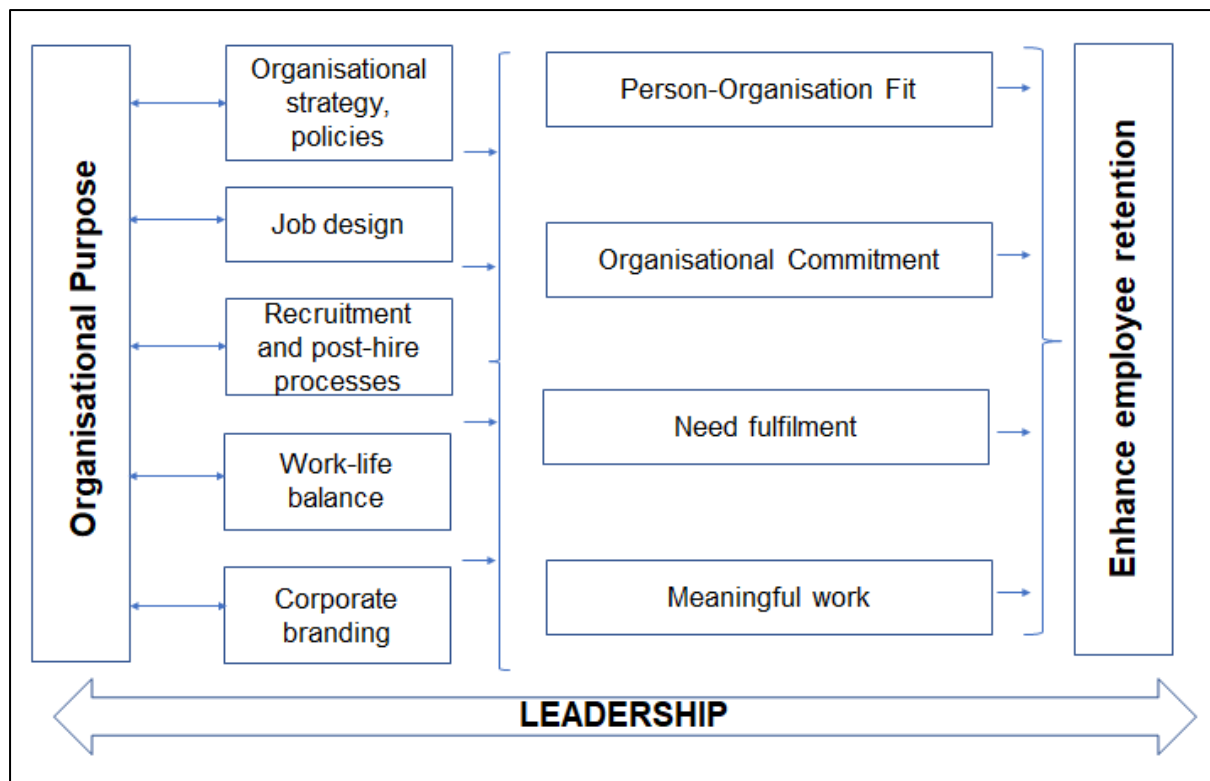 Organisational Purpose
Organisational
strategy,
policies
Job design
Recruitment
and post-hire
processes
Work-life
balance
Corporate
branding
Person-Organisation Fit
Organisational Commitment
Need fulfilment
Meaningful work
Enhance employee retention
LEADERSHIP